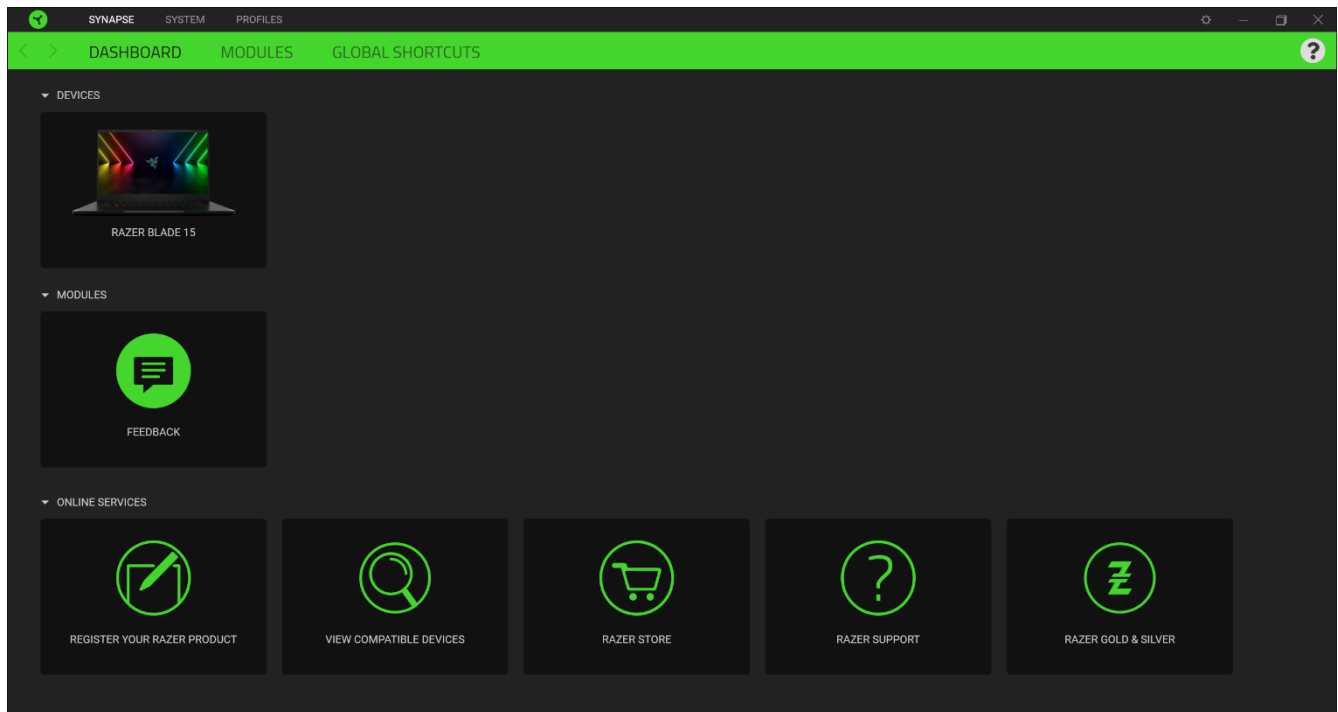 SYNAPSE SYSTEM PROFILES
DASHBOARD MODULES GLOBAL SHORTCUTS ?
DEVICES
RAZER BLADE 15
MODULES
FEEDBACK
ONLINE SERVICES
REGISTER YOUR RAZER PRODUCT VIEW COMPATIBLE DEVICES RAZER STORE RAZER SUPPORT RAZER GOLD & SILVER